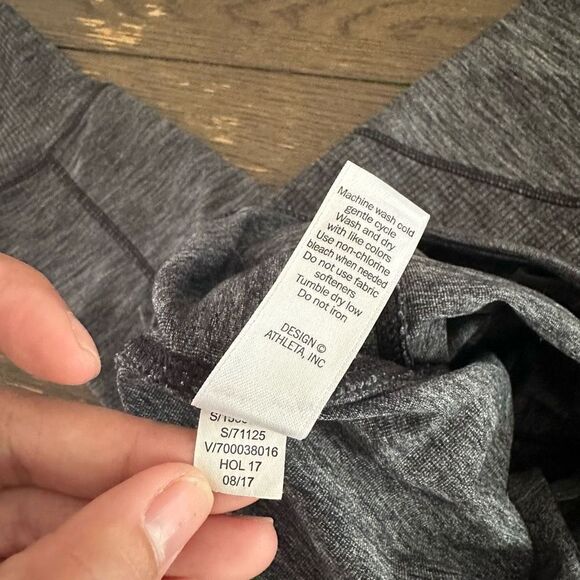 Machine wash cold
gentle cycle
Wash and dry
with like colors
Use non-chlorine
bleach when needed
Do not use fabric
softeners
Tumble dry low
Do not iron
DESIGN ©
ATHLETA, INC
S/71125
V/700038016
HOL 17
08/17